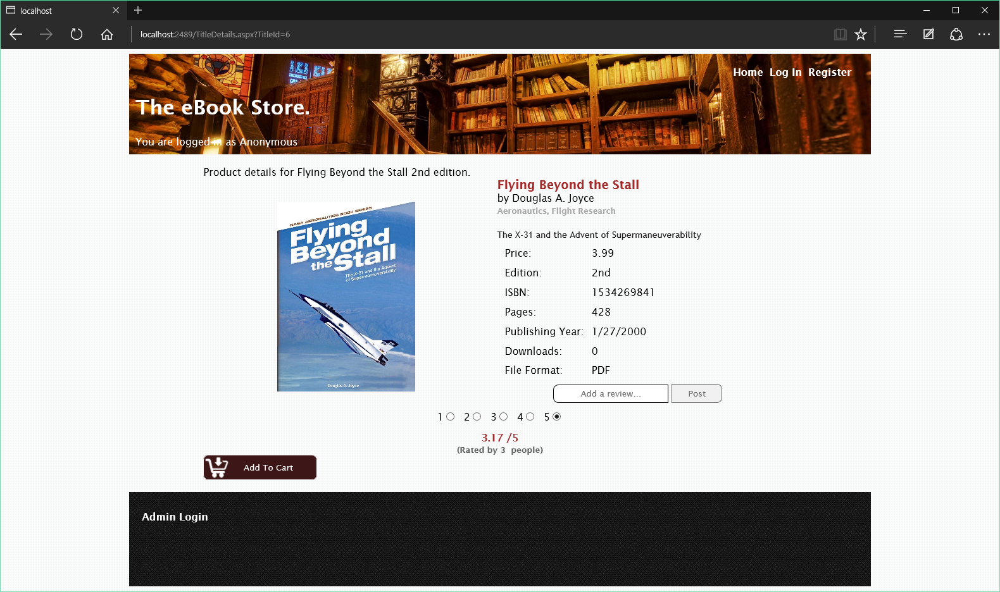 localhost
localhost:2489/TitleDetails.aspx?TitleId=6
Home Log In Register
The eBook Store.
You are logged in as Anonymous
Product details for Flying Beyond the Stall 2nd edition.
NASA AERONAUTICS BOOK SERIES
Flying
Beyond
the Stall
The X-31 and the Advent
of Supermaneuverability
Douglas A. Joyce
Flying Beyond the Stall
by Douglas A. Joyce
Aeronautics, Flight Research
The X-31 and the Advent of Supermaneuverability
Price: 3.99
Edition: 2nd
ISBN: 1534269841
Pages: 428
Publishing Year: 1/27/2000
Downloads: 0
File Format: PDF
Add a review... Post
1 2 3 4 5
3.17 /5
(Rated by 3 people)
Add To Cart
Admin Login